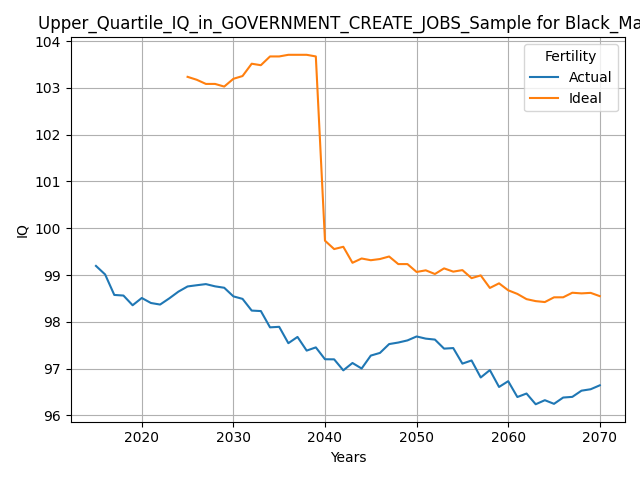 Upper_Quartile_IQ_in_GOVERNMENT_CREATE_JOBS_Sample for Black_Ma
Fertility
Actual
Ideal
104
103
102
101
100
99
98
97
96
IQ
2020 2030 2040 2050 2060 2070
Years